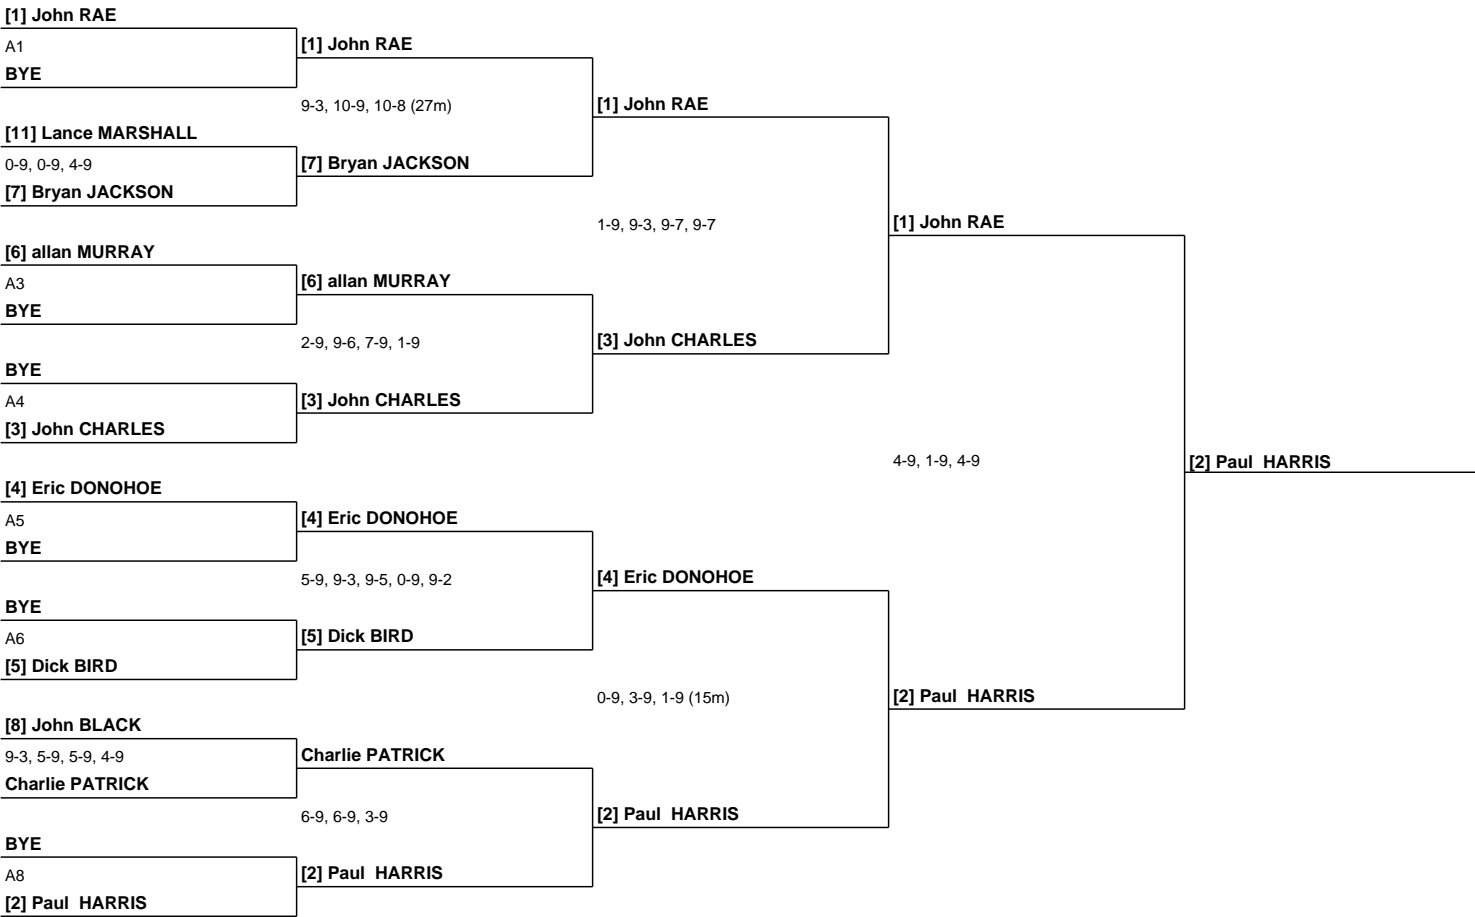 [1] John RAE
A1
BYE
[11] Lance MARSHALL
0-9, 0-9, 4-9
[7] Bryan JACKSON
[6] allan MURRAY
A3
BYE
BYE
A4
[3] John CHARLES
[4] Eric DONOHOE
A5
BYE
BYE
A6
[5] Dick BIRD
[8] John BLACK
9-3, 5-9, 5-9, 4-9
Charlie PATRICK
BYE
A8
[2] Paul  HARRIS
[1] John RAE
9-3, 10-9, 10-8 (27m)
[7] Bryan JACKSON
[6] allan MURRAY
2-9, 9-6, 7-9, 1-9
[3] John CHARLES
[4] Eric DONOHOE
5-9, 9-3, 9-5, 0-9, 9-2
[5] Dick BIRD
Charlie PATRICK
6-9, 6-9, 3-9
[2] Paul  HARRIS
[1] John RAE
1-9, 9-3, 9-7, 9-7
[3] John CHARLES
[4] Eric DONOHOE
0-9, 3-9, 1-9 (15m)
[2] Paul  HARRIS
[1] John RAE
4-9, 1-9, 4-9
[2] Paul  HARRIS
[2] Paul  HARRIS